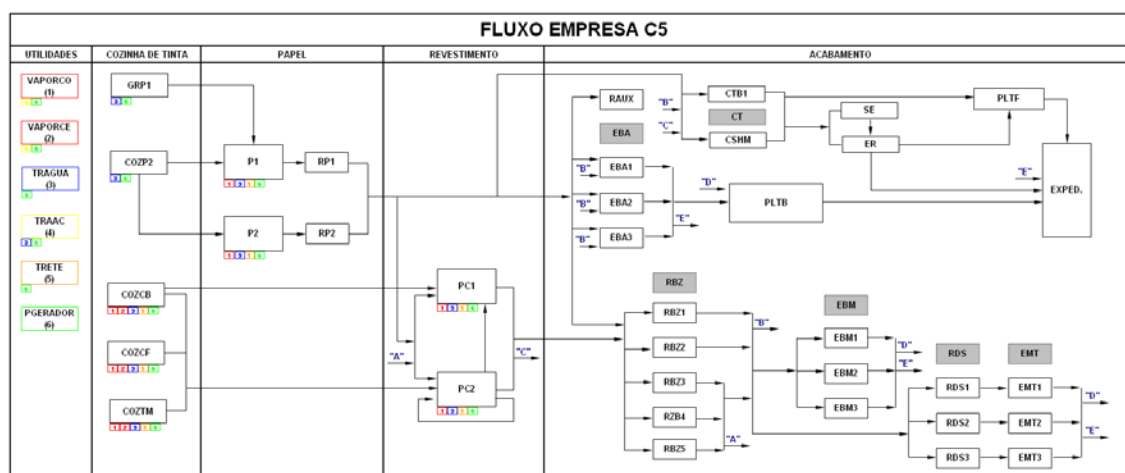 FLUXO EMPRESA C5
UTILIDADES
COZINHA DE TINTA
PAPEL
REVESTIMENTO
ACABAMENTO
VAPORCO
(1)
VAPORCE
(2)
TRAGUA
(3)
TRAAC
(4)
TRETE
(5)
PGERADOR
(6)
GRP1
COZP2
COZCB
COZCF
COZTM
P1
RP1
P2
RP2
PC1
PC2
"A"
"C"
RAUX
EBA
"B"
EBA1
"B"
EBA2
"B"
EBA3
"E"
"B"
"C"
CTB1
CT
CSHM
"D"
PLTB
SE
ER
PLTF
"E"
EXPED.
RBZ
RBZ1
RBZ2
RBZ3
RZB4
RBZ5
"B"
"A"
EBM
EBM1
EBM2
EBM3
"D"
"E"
RDS
EMT
RDS1
EMT1
RDS2
EMT2
RDS3
EMT3
"D"
"E"